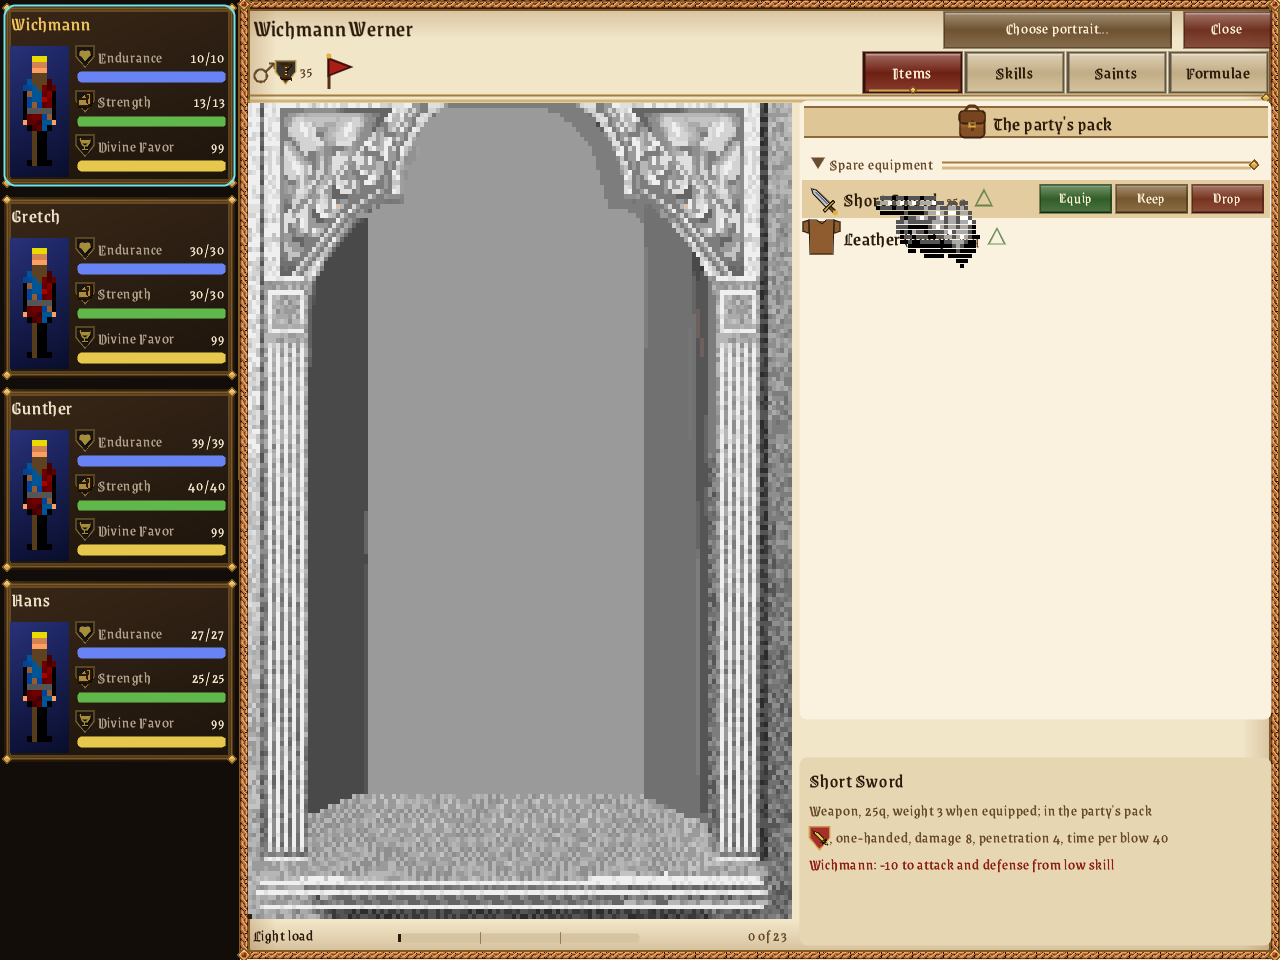 Wichmann
Endurance 10/10
Strength 13/13
Divine Favor 99
Gretch
Endurance 30/30
Strength 30/30
Divine Favor 99
Gunther
Endurance 39/39
Strength 40/40
Divine Favor 99
Hans
Endurance 27/27
Strength 25/25
Divine Favor 99
Wichmann Werner
35
Choose portrait...
Close
Items
Skills
Saints
Formulae
The party's pack
Spare equipment
Equip
Keep
Drop
Leather
Short Sword
Weapon, 25q, weight 3 when equipped; in the party's pack
, one-handed, damage 8, penetration 4, time per blow 40
Wichmann: -10 to attack and defense from low skill
Light load
0 of 23